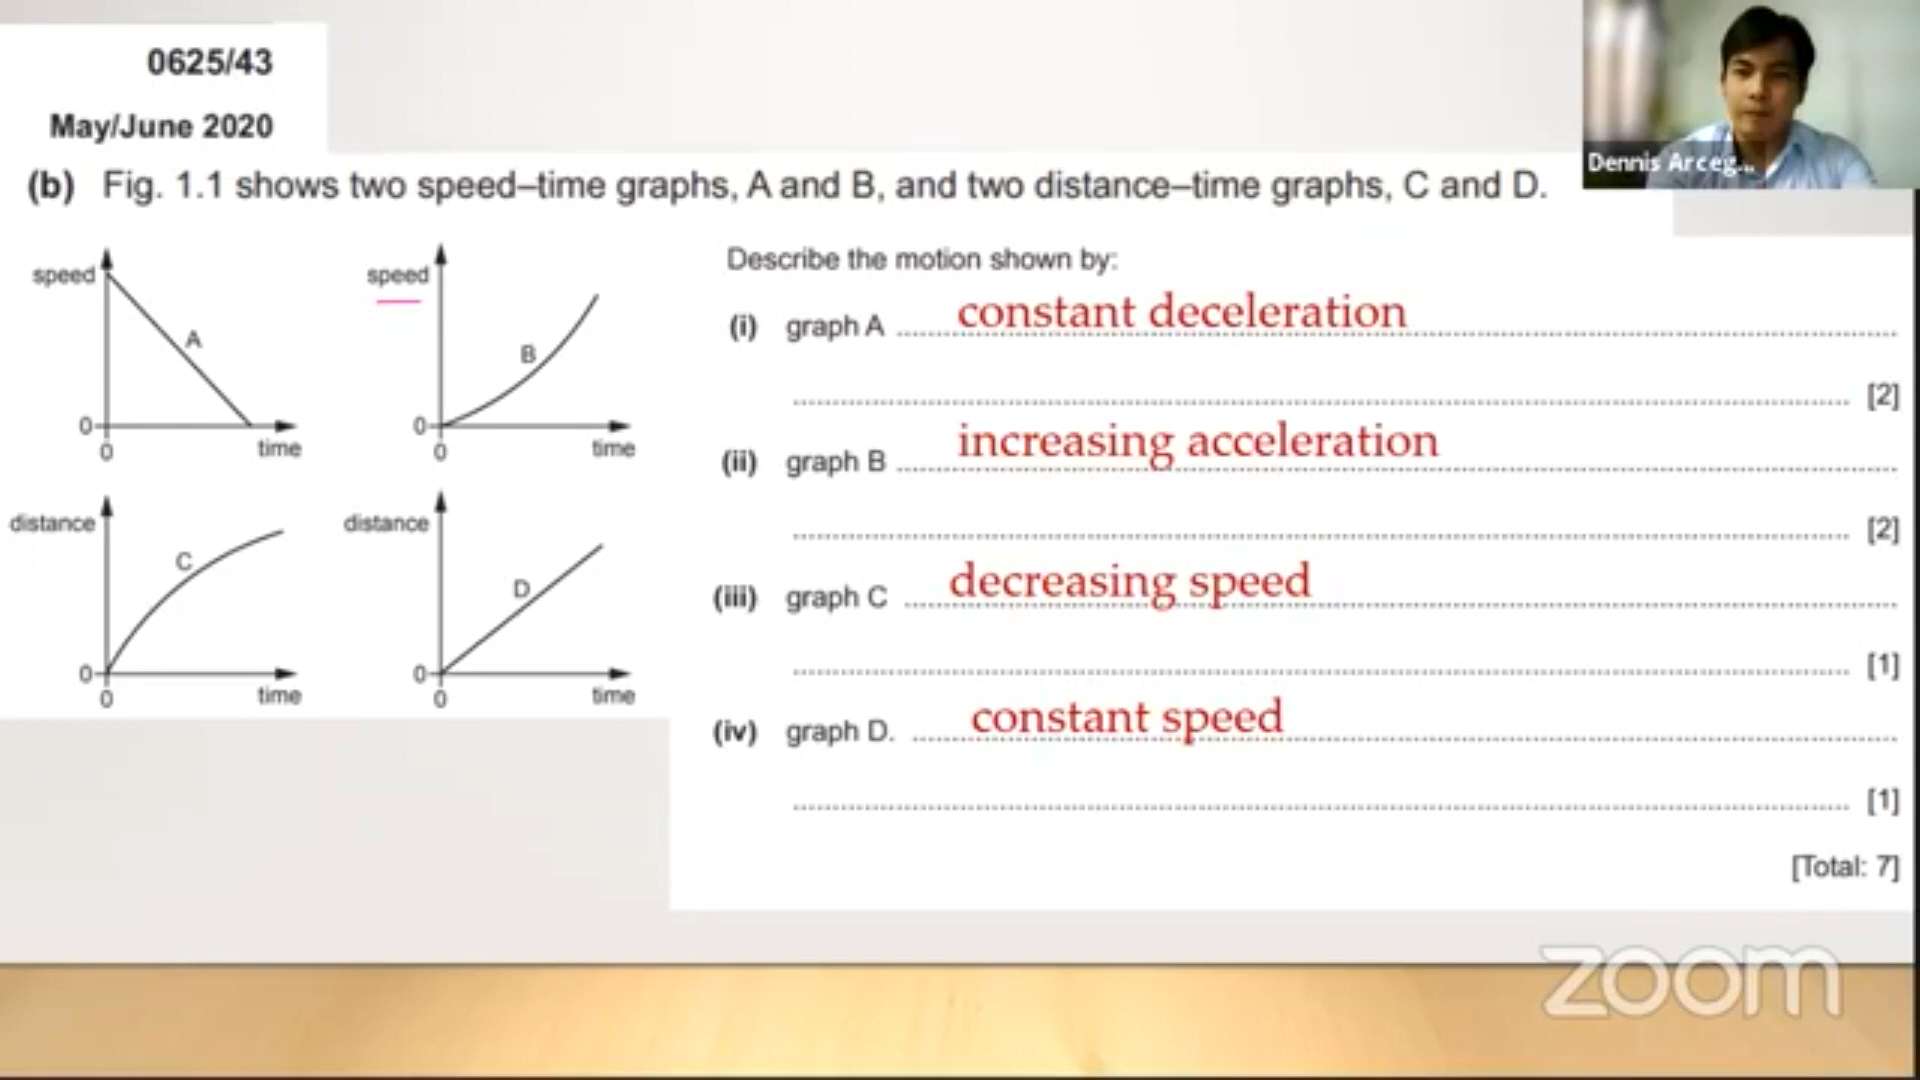 0625/43
May/June 2020
Dennis Arceg...
(b) Fig. 1.1 shows two speed–time graphs, A and B, and two distance–time graphs, C and D.
speed
A
0
0
time
speed
B
0
0
time
distance
C
0
0
time
distance
D
0
0
time
Describe the motion shown by:
(i) graph A constant deceleration
[2]
(ii) graph B increasing acceleration
[2]
(iii) graph C decreasing speed
[1]
(iv) graph D. constant speed
[1]
[Total: 7]
zoom